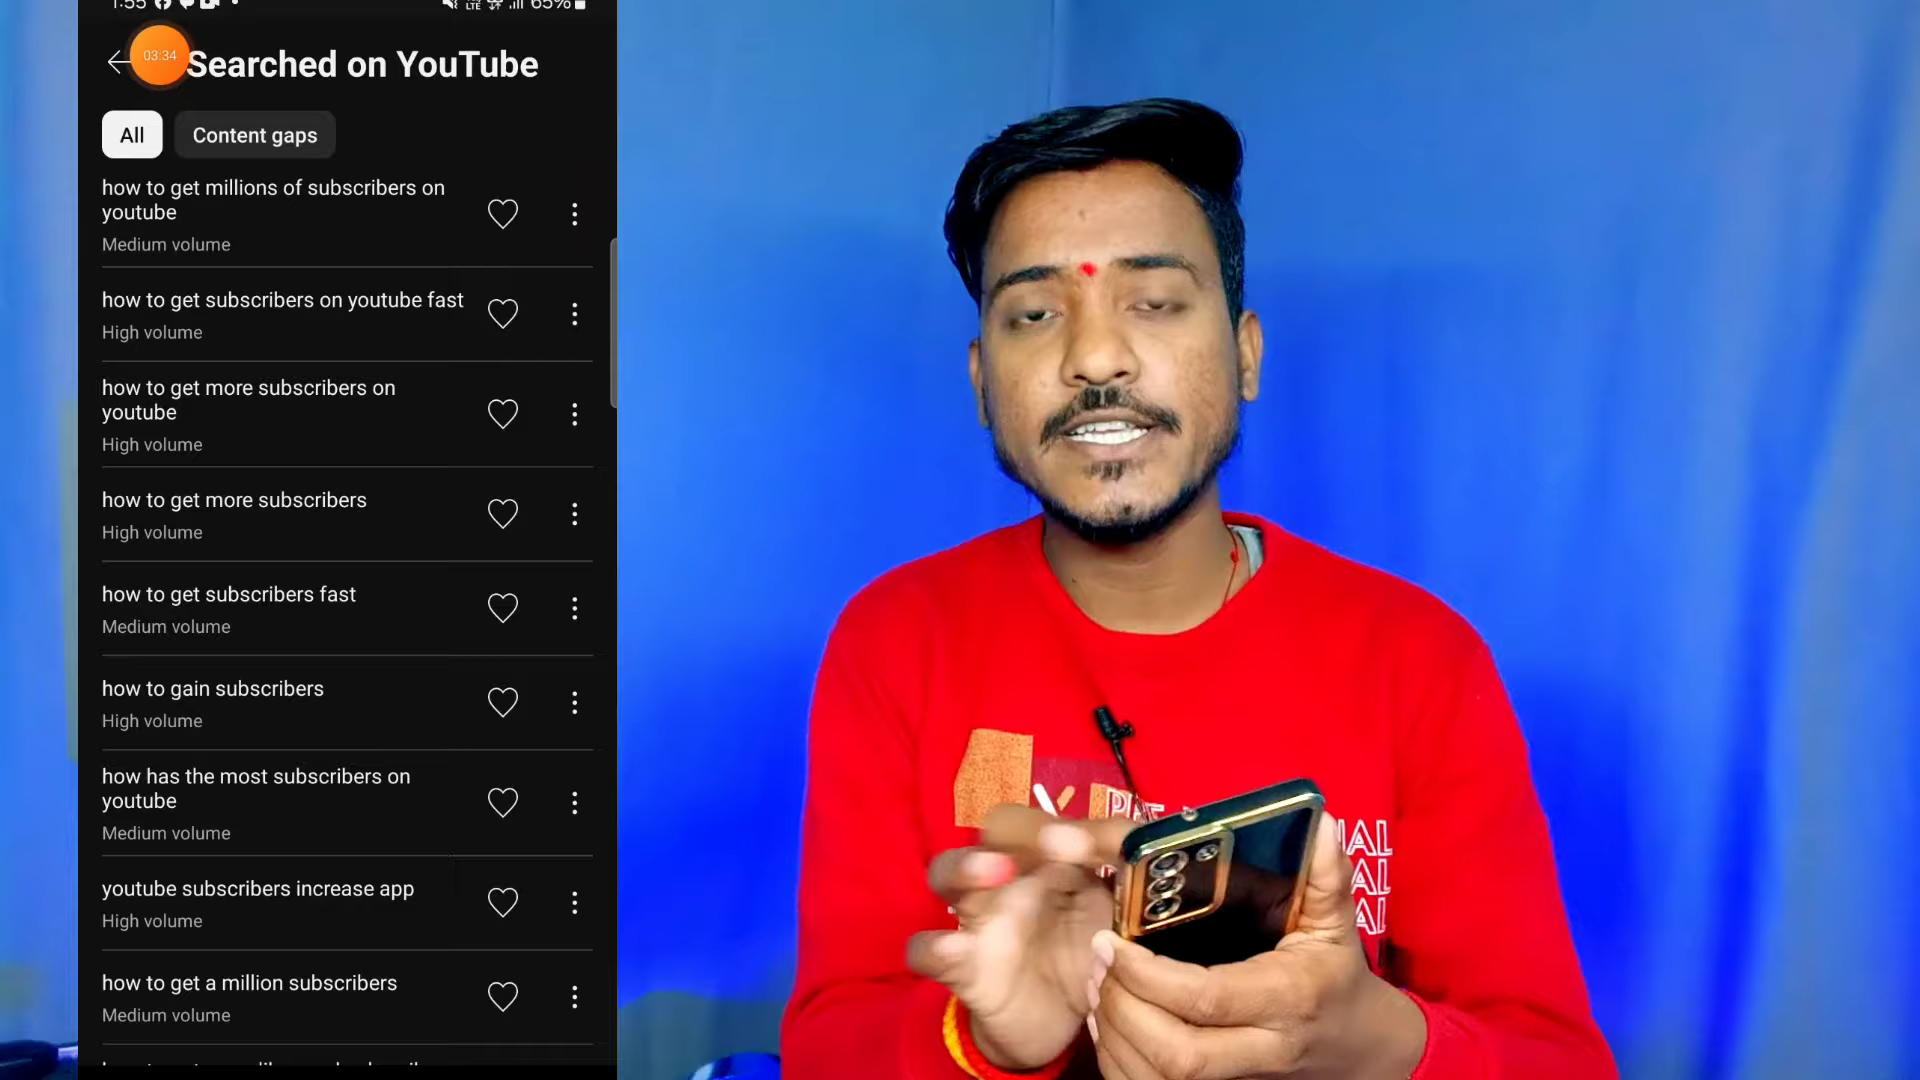 1:55
LTE
65%
03:34
Searched on YouTube
All
Content gaps
how to get millions of subscribers on
youtube
Medium volume
how to get subscribers on youtube fast
High volume
how to get more subscribers on
youtube
High volume
how to get more subscribers
High volume
how to get subscribers fast
Medium volume
how to gain subscribers
High volume
how has the most subscribers on
youtube
Medium volume
youtube subscribers increase app
High volume
how to get a million subscribers
Medium volume